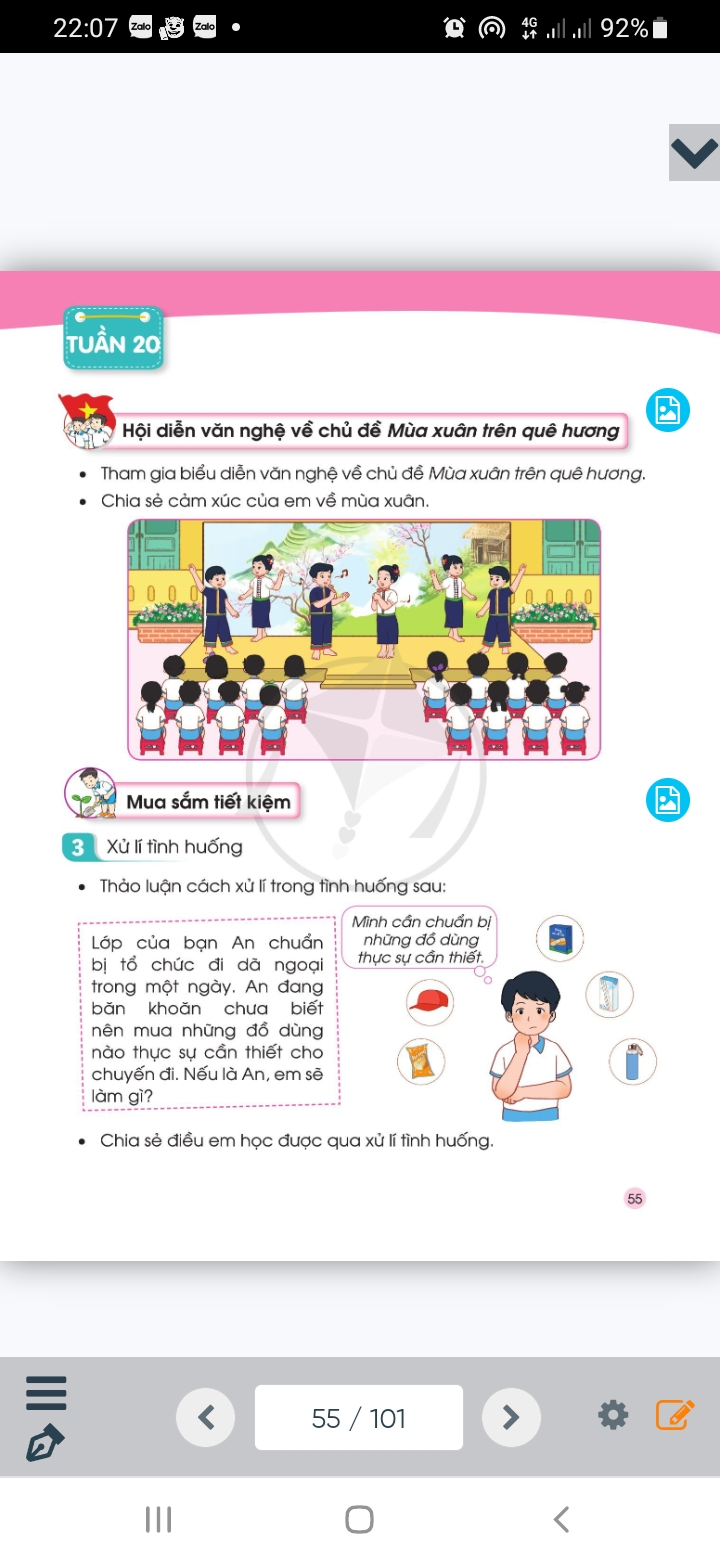 22:07 Zalo Zalo 4G 92%
TUẦN 20
Hội diễn văn nghệ về chủ đề Mùa xuân trên quê hương
• Tham gia biểu diễn văn nghệ về chủ đề Mùa xuân trên quê hương.
• Chia sẻ cảm xúc của em về mùa xuân.
Mua sắm tiết kiệm
3 Xử lí tình huống
• Thảo luận cách xử lí trong tình huống sau:
Lớp của bạn An chuẩn
bị tổ chức đi dã ngoại
trong một ngày. An đang
băn khoăn chưa biết
nên mua những đồ dùng
nào thực sự cần thiết cho
chuyến đi. Nếu là An, em sẽ
làm gì?
Mình cần chuẩn bị
những đồ dùng
thực sự cần thiết.
• Chia sẻ điều em học được qua xử lí tình huống.
55
55 / 101